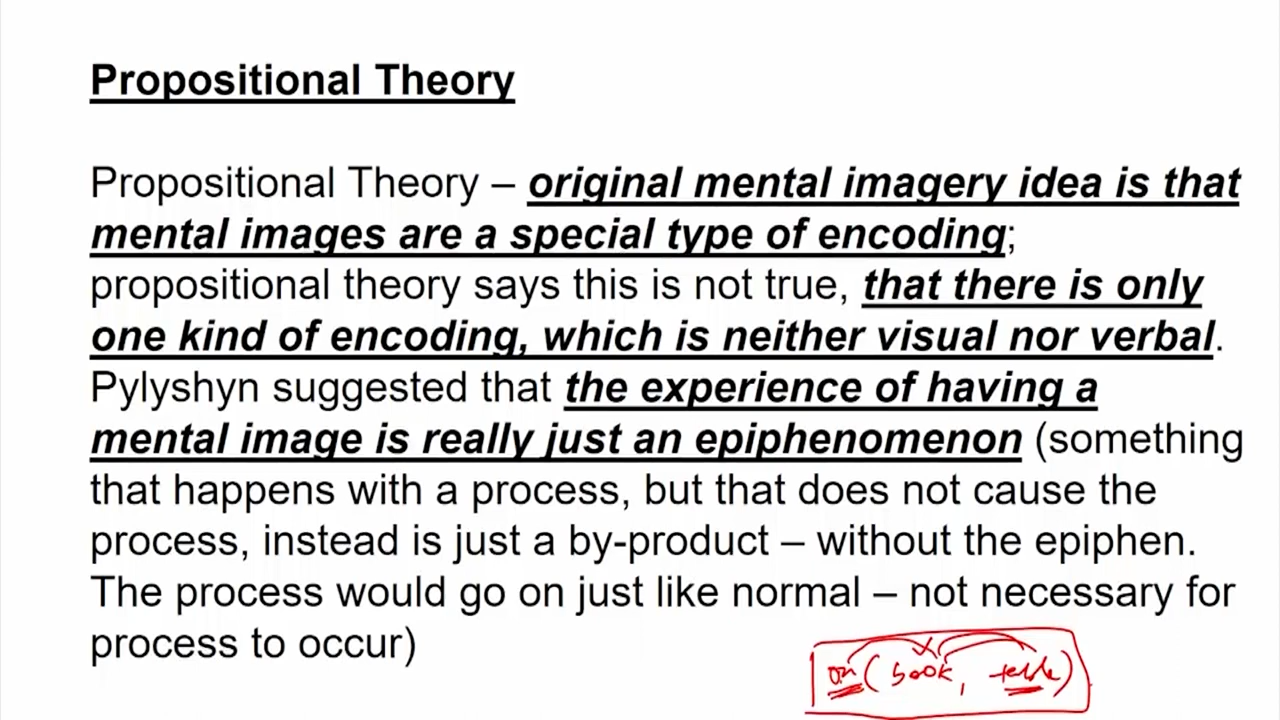 Propositional Theory
Propositional Theory – original mental imagery idea is that
mental images are a special type of encoding;
propositional theory says this is not true, that there is only
one kind of encoding, which is neither visual nor verbal.
Pylyshyn suggested that the experience of having a
mental image is really just an epiphenomenon (something
that happens with a process, but that does not cause the
process, instead is just a by-product – without the epiphen.
The process would go on just like normal – not necessary for
process to occur)
on (book, table)